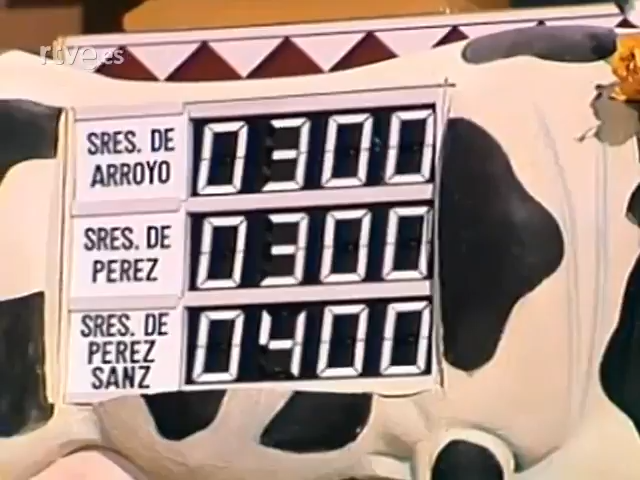 rtve.es
SRES. DE
ARROYO
0300
SRES. DE
PEREZ
0300
SRES. DE
PEREZ
SANZ
0400